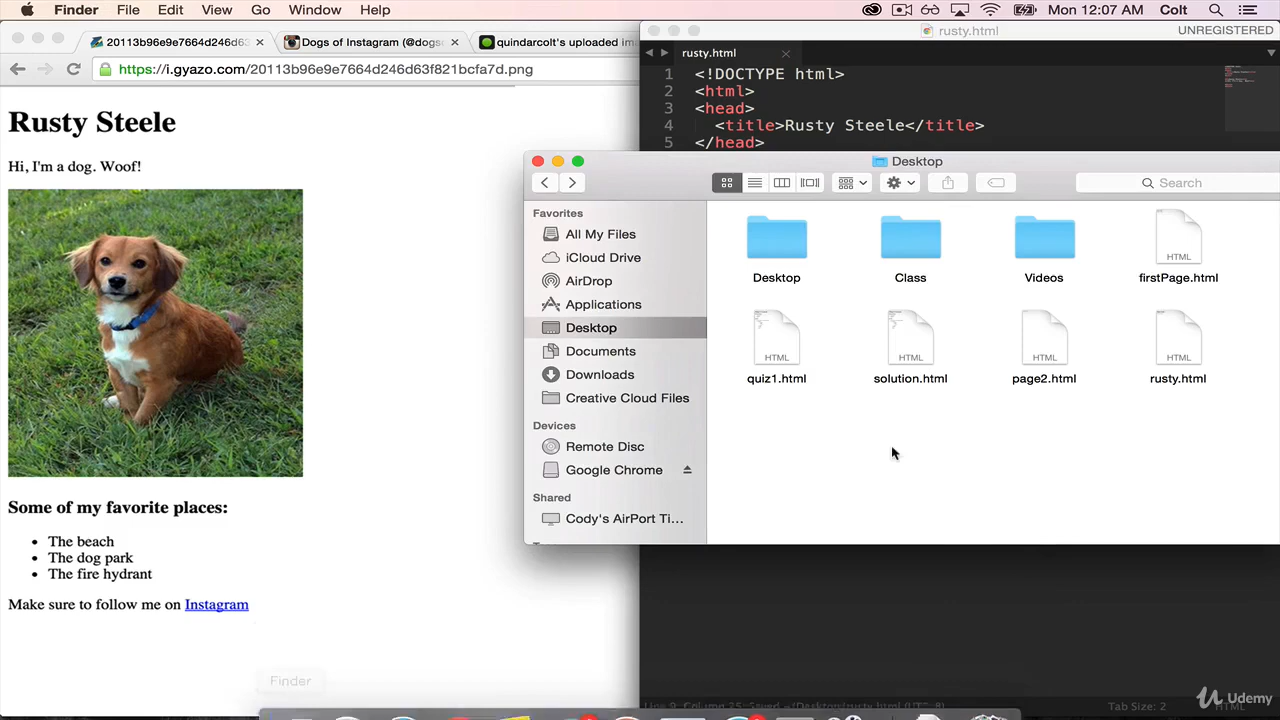 Finder File Edit View Go Window Help Mon 12:07 AM Colt
20113b96e9e7664d246d63 × Dogs of Instagram (@dogso × quindarcolt's uploaded im
https://i.gyazo.com/20113b96e9e7664d246d63f821bcfa7d.png
rusty.html UNREGISTERED
rusty.html ×
1 <!DOCTYPE html>
2 <html>
3 <head>
4 <title>Rusty Steele</title>
5 </head>
Rusty Steele
Hi, I'm a dog. Woof!
Some of my favorite places:
• The beach
• The dog park
• The fire hydrant
Make sure to follow me on Instagram
Desktop
Search
Favorites
All My Files
iCloud Drive
AirDrop
Applications
Desktop
Documents
Downloads
Creative Cloud Files
Devices
Remote Disc
Google Chrome
Shared
Cody's AirPort Ti...
HTML
Desktop Class Videos firstPage.html
HTML HTML HTML HTML
quiz1.html solution.html page2.html rusty.html
Finder
Tab Size: 2 HTML
Udemy